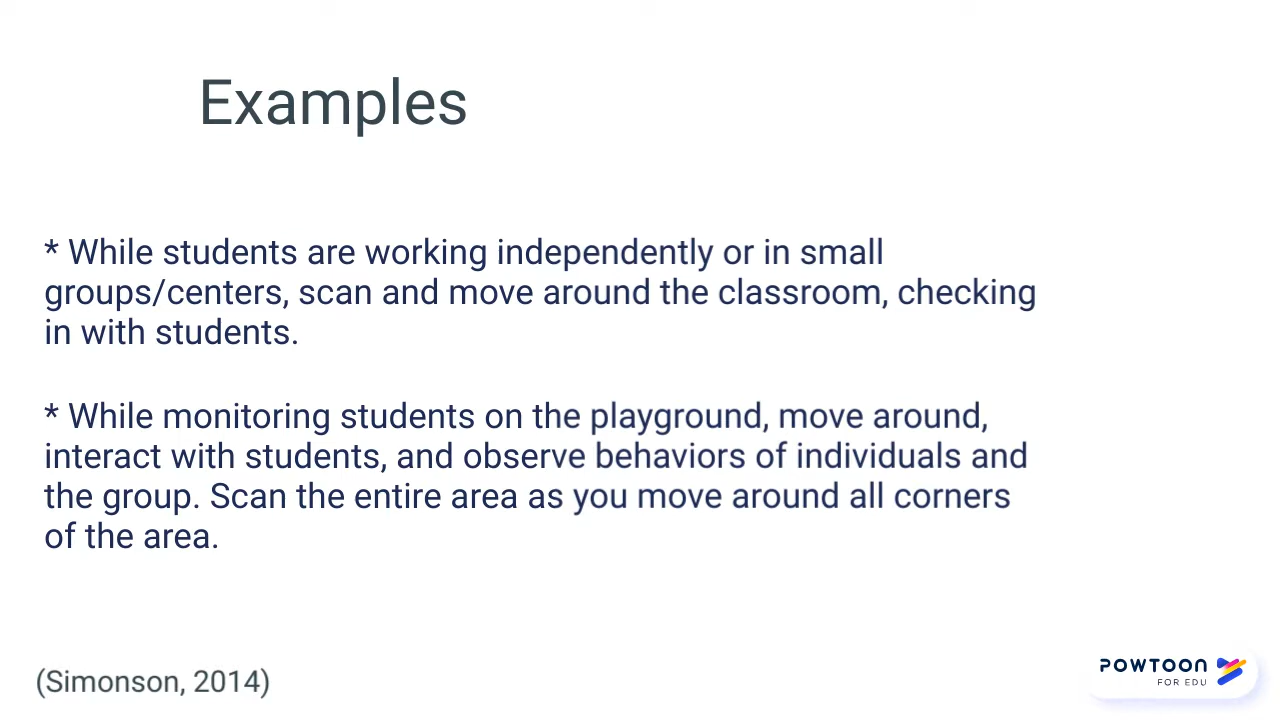 Examples
* While students are working independently or in small
groups/centers, scan and move around the classroom, checking
in with students.
* While monitoring students on the playground, move around,
interact with students, and observe behaviors of individuals and
the group. Scan the entire area as you move around all corners
of the area.
(Simonson, 2014)
POWTOON
FOR EDU